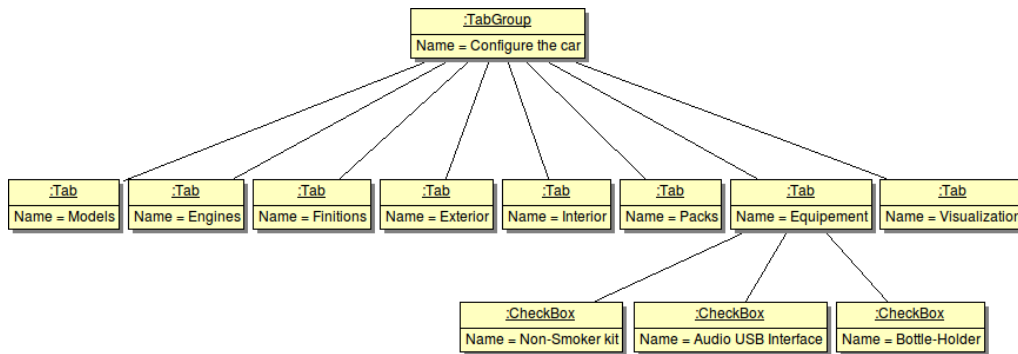 :TabGroup
Name = Configure the car
:Tab
Name = Models
:Tab
Name = Engines
:Tab
Name = Finitions
:Tab
Name = Exterior
:Tab
Name = Interior
:Tab
Name = Packs
:Tab
Name = Equipement
:Tab
Name = Visualization
:CheckBox
Name = Non-Smoker kit
:CheckBox
Name = Audio USB Interface
:CheckBox
Name = Bottle-Holder